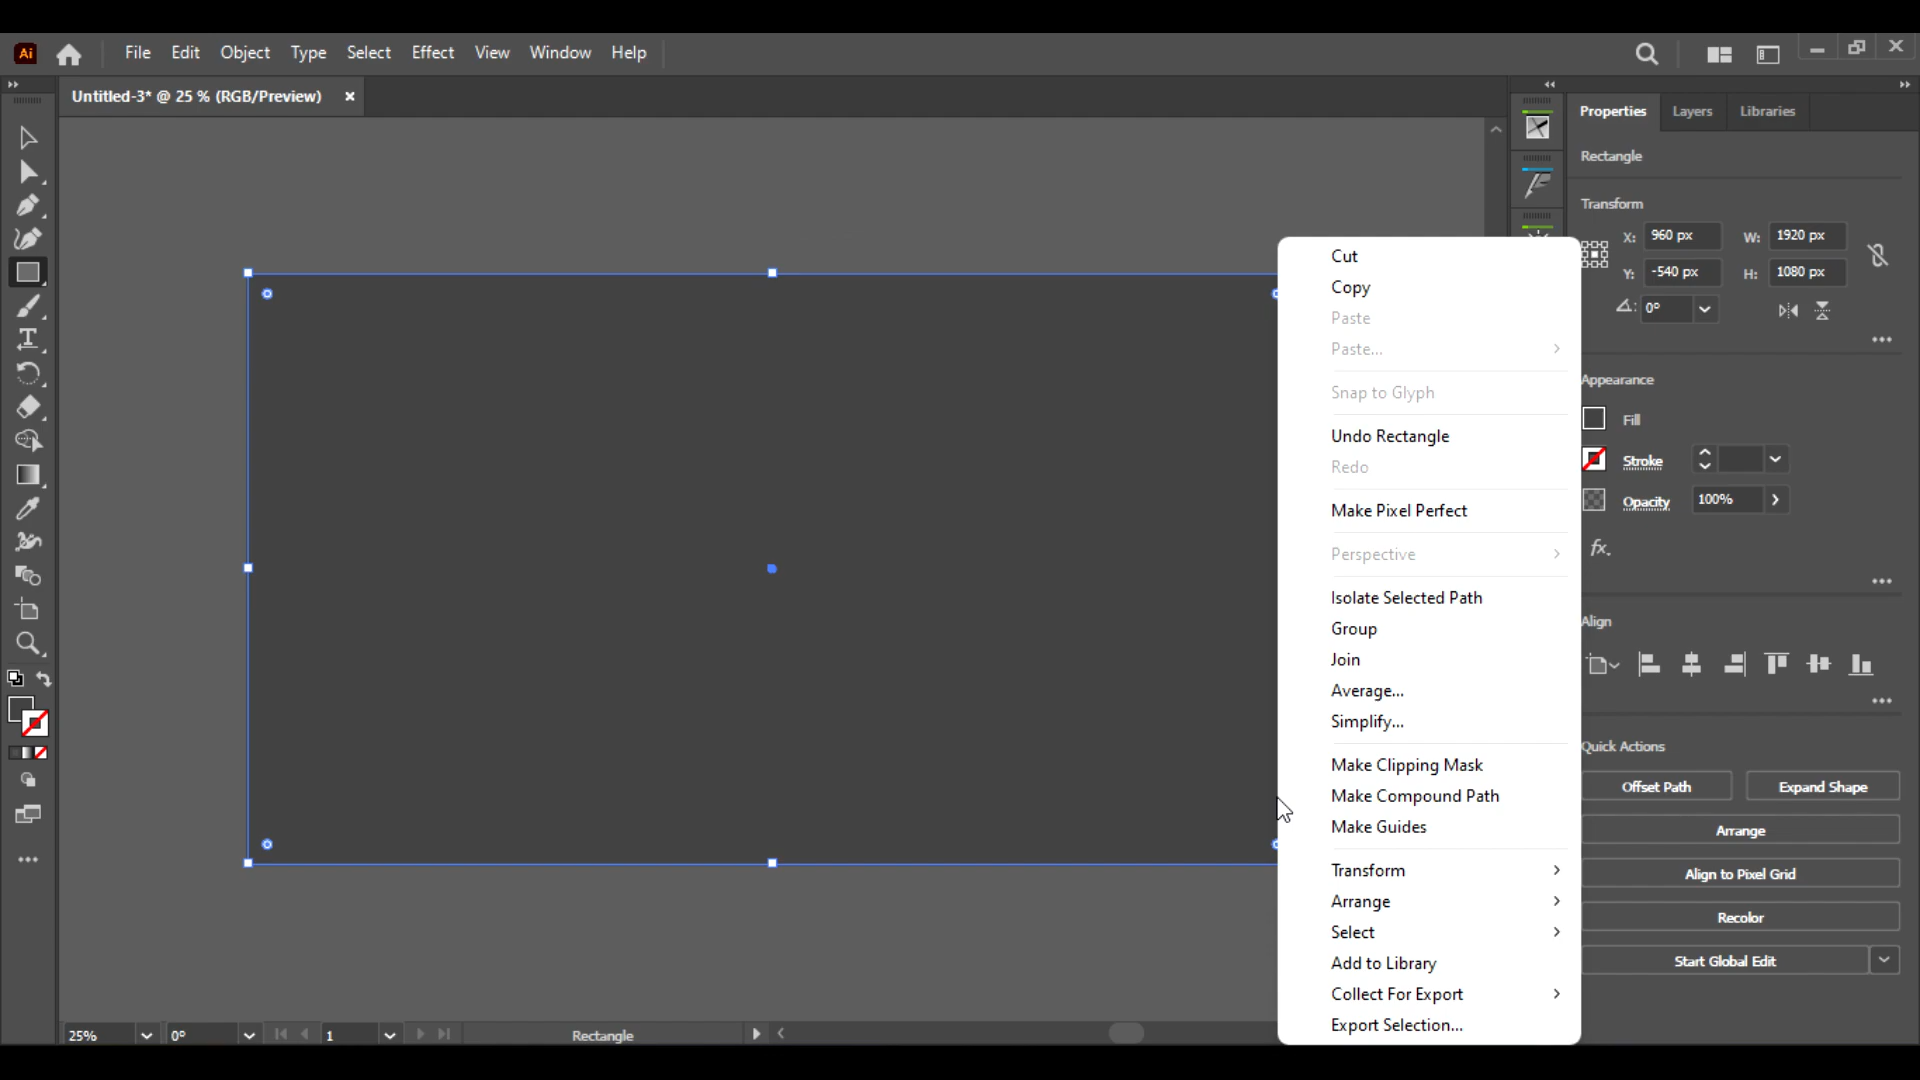 Ai
File Edit Object Type Select Effect View Window Help
Untitled-3* @ 25 % (RGB/Preview)
Properties Layers Libraries
Rectangle
Transform
X: 960 px W: 1920 px
Y: -540 px H: 1080 px
0°
Appearance
Fill
Stroke
Opacity 100%
fx.
Align
Quick Actions
Offset Path Expand Shape
Arrange
Align to Pixel Grid
Recolor
Start Global Edit
Cut
Copy
Paste
Paste...
Snap to Glyph
Undo Rectangle
Redo
Make Pixel Perfect
Perspective
Isolate Selected Path
Group
Join
Average...
Simplify...
Make Clipping Mask
Make Compound Path
Make Guides
Transform
Arrange
Select
Add to Library
Collect For Export
Export Selection...
25% 0° 1 Rectangle